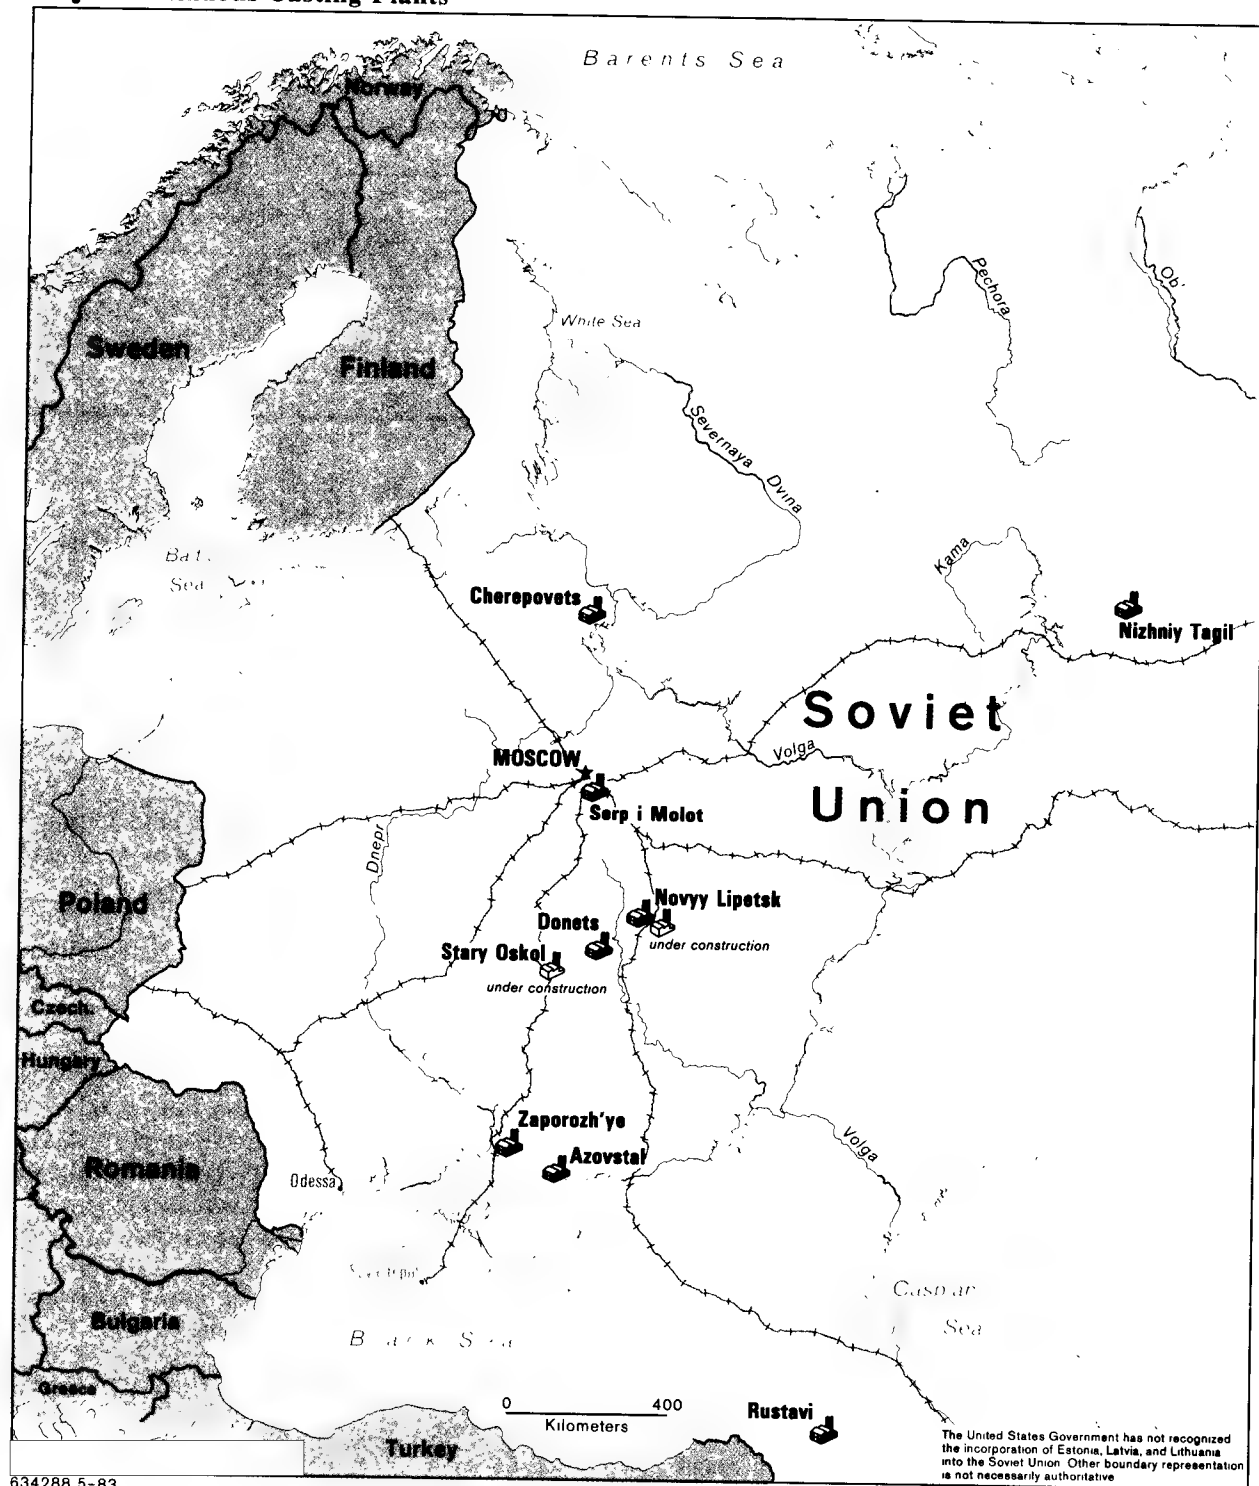 Casting Plants
Barents Sea
Norway
Pechora
Ob'
White Sea
Sweden
Finland
Severnaya Dvina
Kama
Sea
Cherepovets
Nizhniy Tagil
Soviet
Union
MOSCOW
Volga
Serp i Molot
Dnepr
Poland
Novyy Lipetsk
under construction
Donets
Stary Oskol
under construction
Czech.
Hungary
Zaporozh'ye
Azovstal
Volga
Romania
Odessa
Sea
Bulgaria
Greece
0 400
Kilometers
Rustavi
Turkey
The United States Government has not recognized
the incorporation of Estonia, Latvia, and Lithuania
into the Soviet Union Other boundary representation
is not necessarily authoritative
634288 5-83